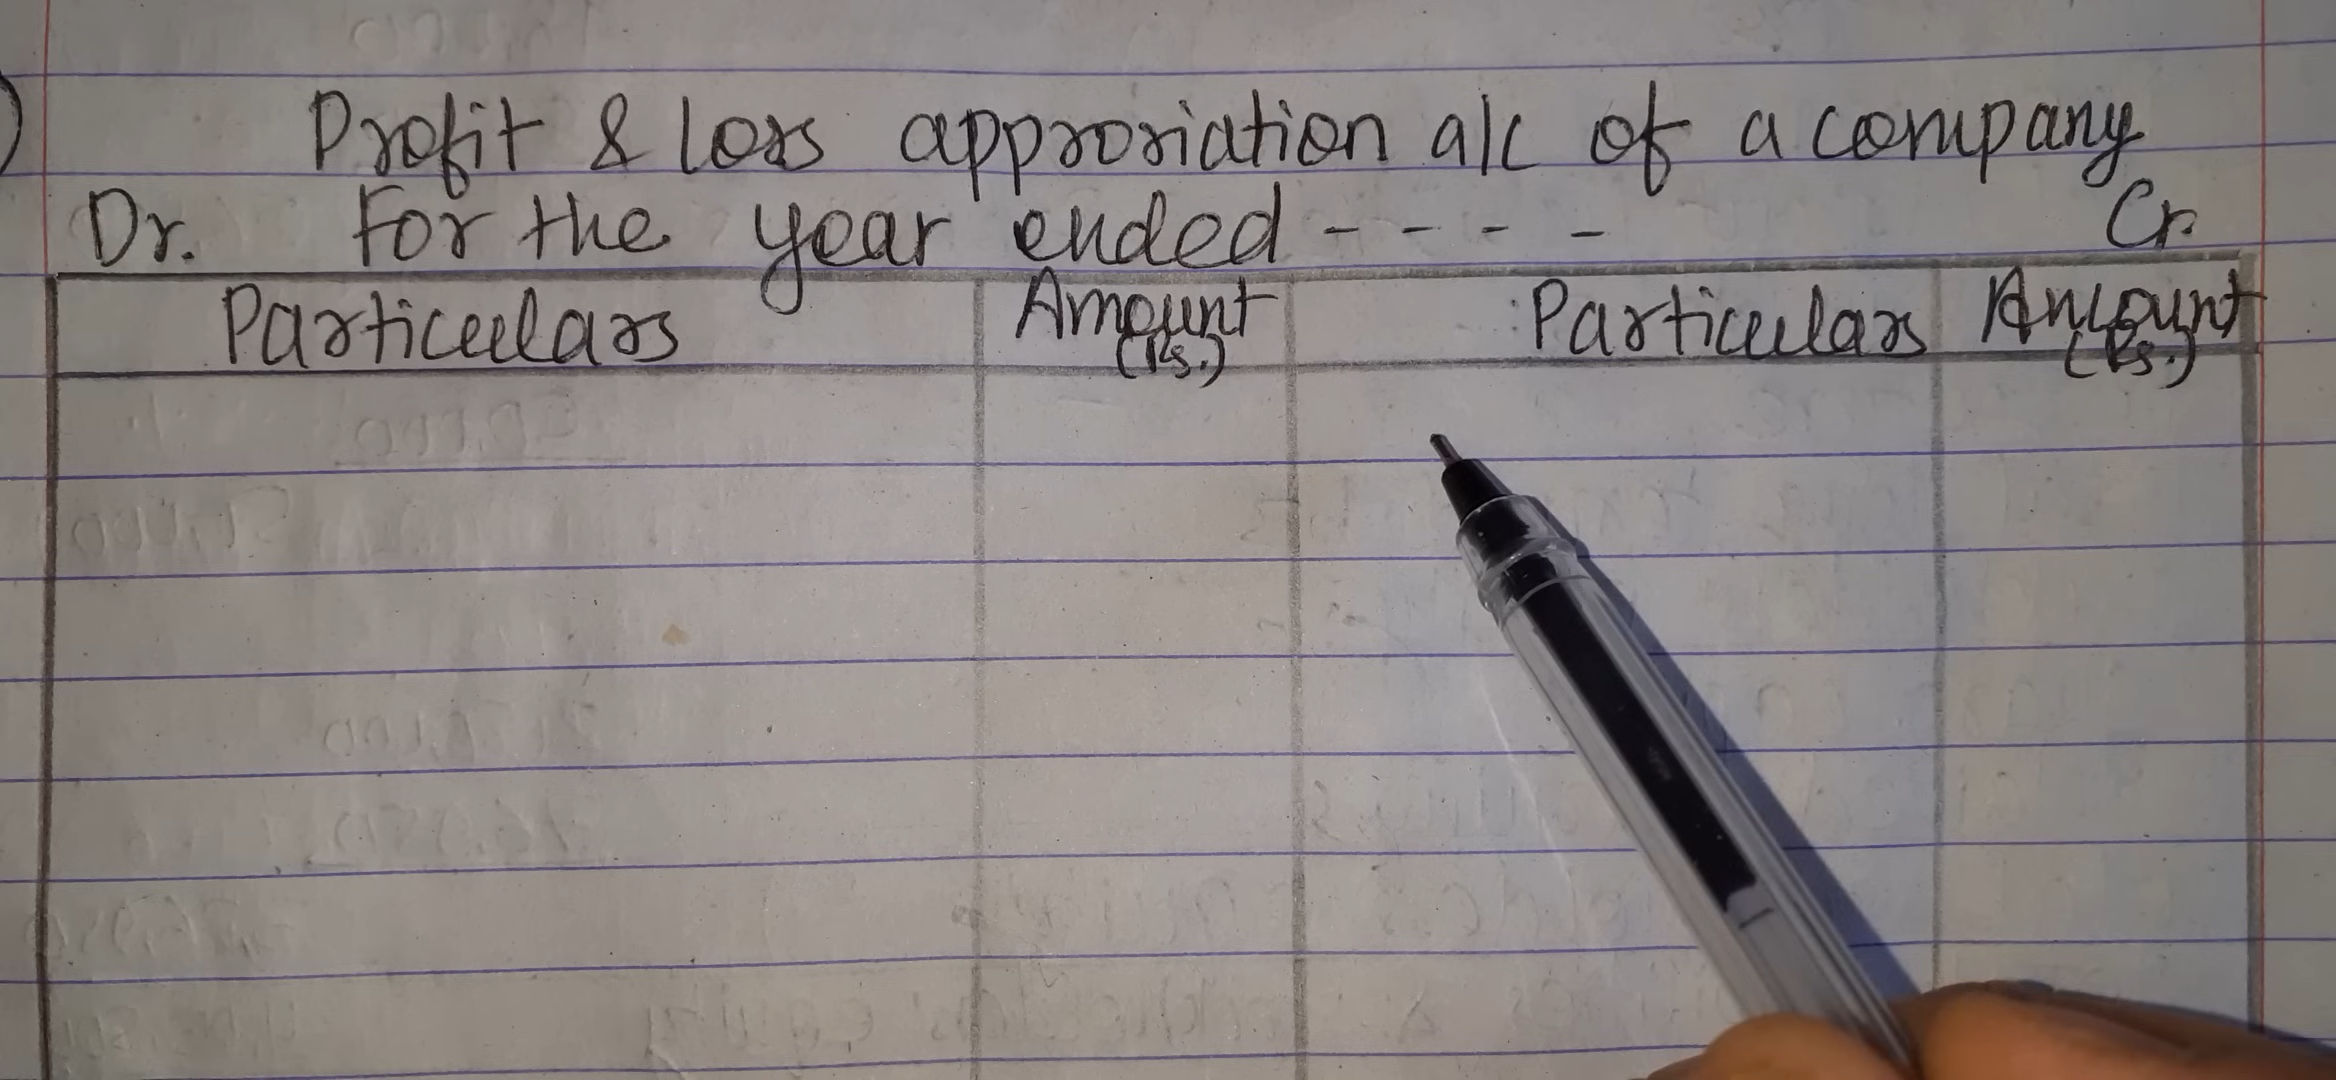 Profit & loss approriation a/c of a company
Dr. For the year ended - - - - Cr.
Particulars Amount (Rs.) Particulars Amount (Rs.)